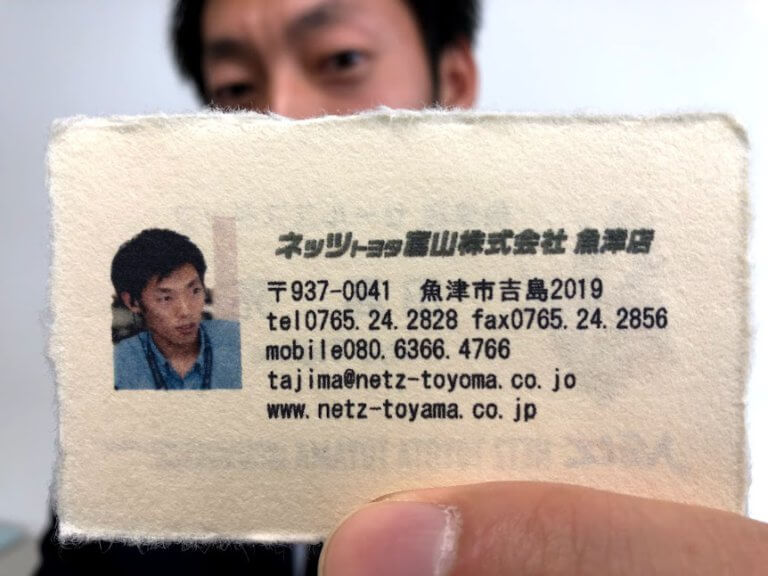 ネッツトヨタ富山株式会社 魚津店
〒937-0041 魚津市吉島2019
tel0765.24.2828 fax0765.24.2856
mobile080.6366.4766
tajima@netz-toyoma.co.jo
www.netz-toyama.co.jp